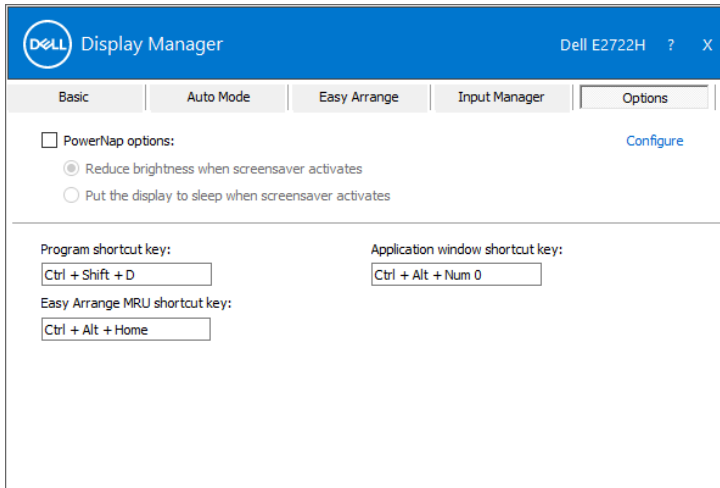 DELL Display Manager Dell E2722H ? X
Basic Auto Mode Easy Arrange Input Manager Options
PowerNap options: Configure
Reduce brightness when screensaver activates
Put the display to sleep when screensaver activates
Program shortcut key: Application window shortcut key:
Ctrl + Shift + D Ctrl + Alt + Num 0
Easy Arrange MRU shortcut key:
Ctrl + Alt + Home